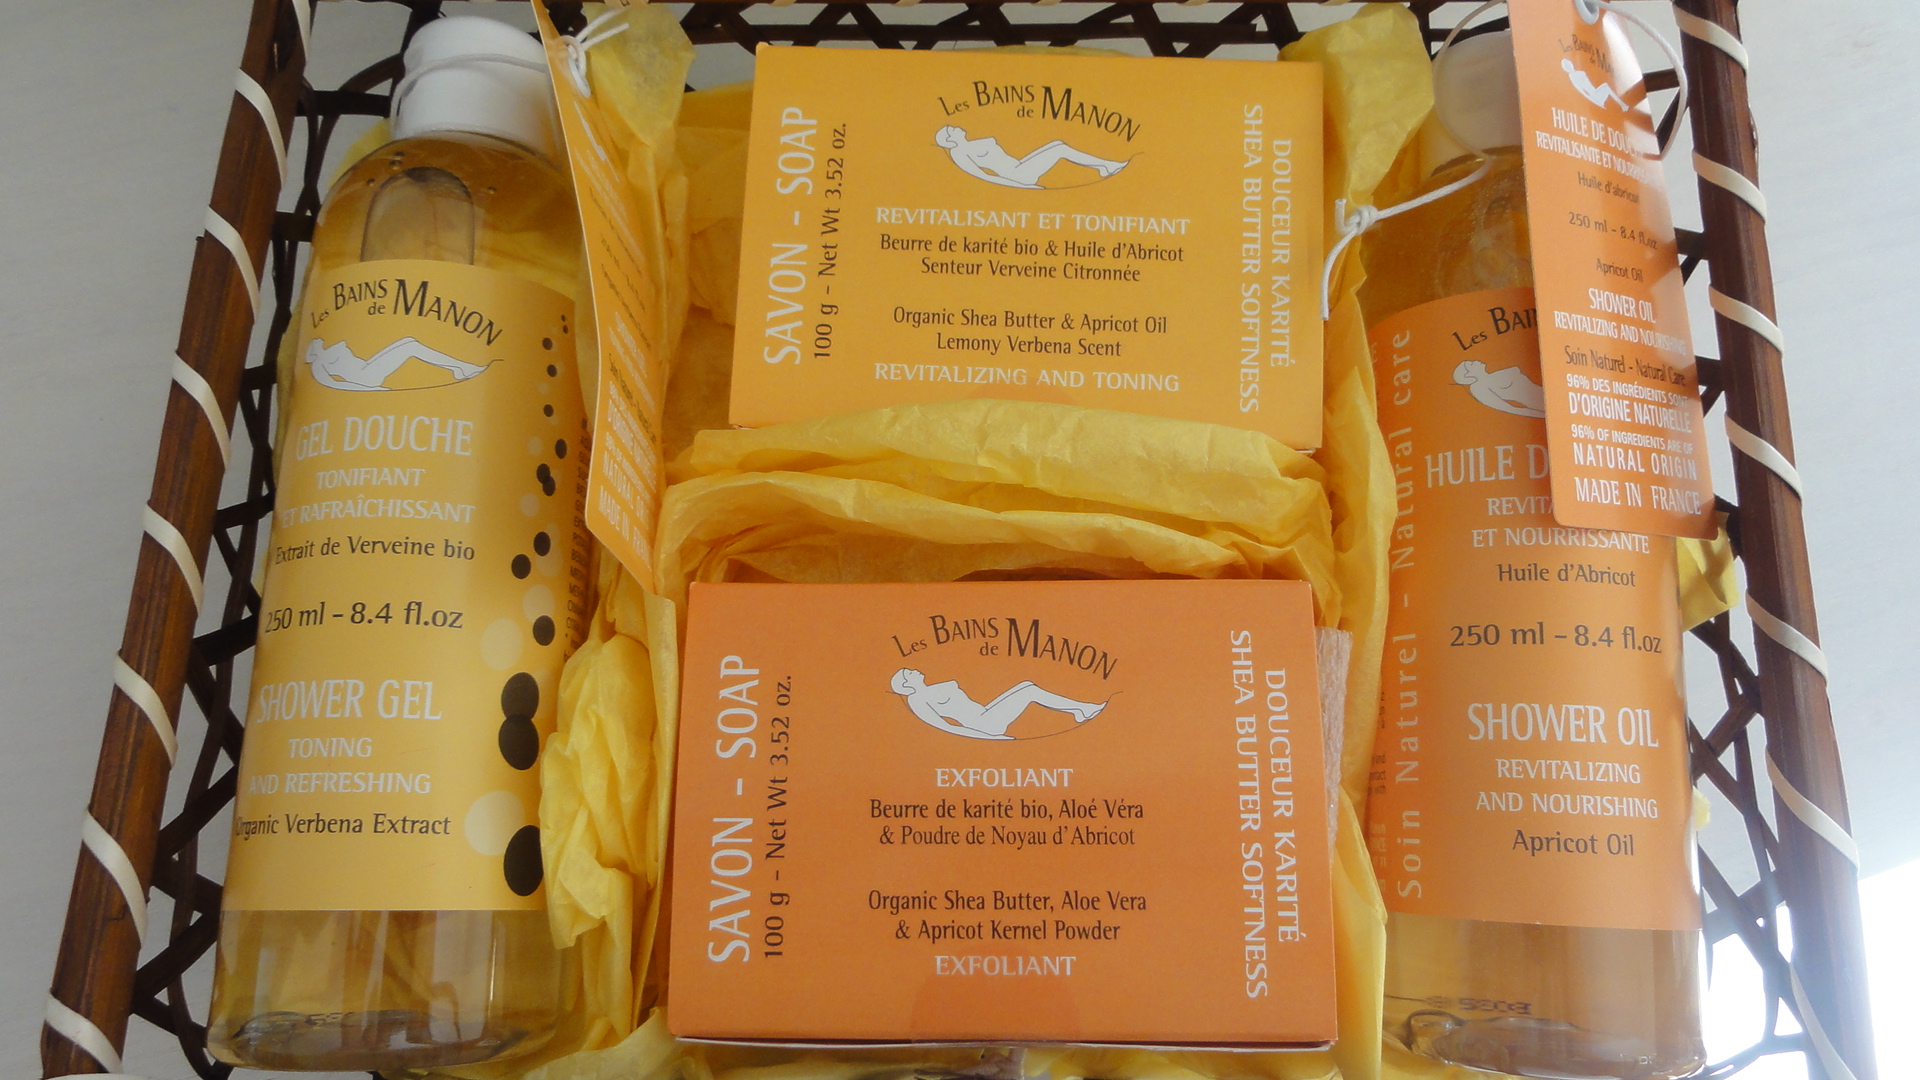 Les BAINS
de MANON
GEL DOUCHE
TONIFIANT
ET RAFRAÎCHISSANT
Extrait de Verveine bio
250 ml - 8.4 fl.oz
SHOWER GEL
TONING
AND REFRESHING
Organic Verbena Extract
MADE IN
SAVON - SOAP
100 g - Net Wt 3.52 oz.
Les BAINS
de MANON
REVITALISANT ET TONIFIANT
Beurre de karité bio & Huile d'Abricot
Senteur Verveine Citronnée
Organic Shea Butter & Apricot Oil
Lemony Verbena Scent
REVITALIZING AND TONING
DOUCEUR KARITÉ
SHEA BUTTER SOFTNESS
SAVON - SOAP
100 g - Net Wt 3.52 oz.
Les BAINS
de MANON
EXFOLIANT
Beurre de karité bio, Aloé Véra
& Poudre de Noyau d'Abricot
Organic Shea Butter, Aloe Vera
& Apricot Kernel Powder
EXFOLIANT
DOUCEUR KARITÉ
SHEA BUTTER SOFTNESS
Les
HUILE DE
REVITALISANTE ET
Huile d'abricot
250 ml - 8.4 fl.oz
Apricot Oil
SHOWER OIL
REVITALIZING AND NOURISHING
Soin Naturel - Natural Care
96% DES INGRÉDIENTS SONT
D'ORIGINE NATURELLE
96% OF INGREDIENTS ARE OF
NATURAL ORIGIN
MADE IN FRANCE
Soin Naturel - Natural care
Les
HUILE
ET NOURRISSANTE
Huile d'Abricot
250 ml - 8.4 fl.oz
SHOWER OIL
REVITALIZING
AND NOURISHING
Apricot Oil